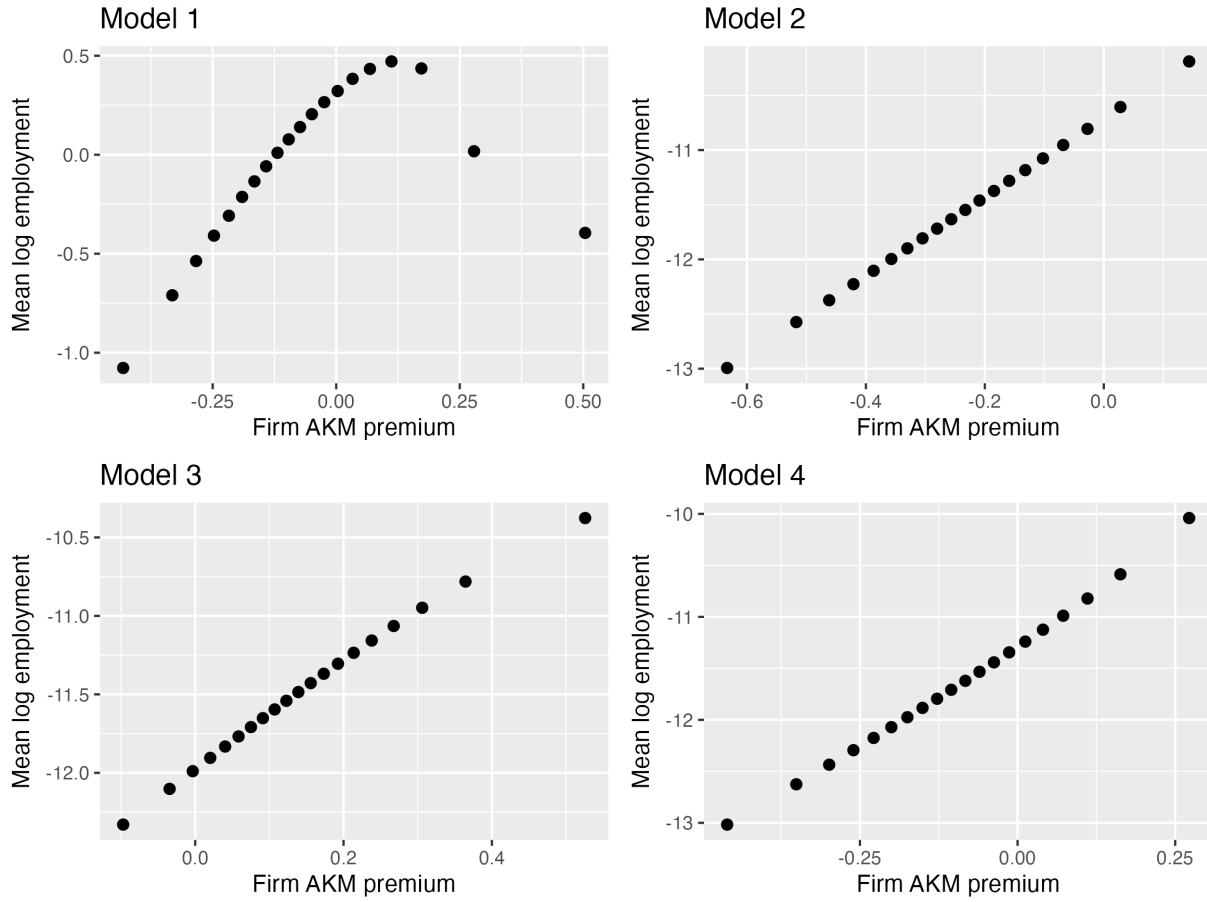 Model 1
Mean log employment
0.5
0.0
-0.5
-1.0
-0.25 0.00 0.25 0.50
Firm AKM premium
Model 2
Mean log employment
-11
-12
-13
-0.6 -0.4 -0.2 0.0
Firm AKM premium
Model 3
Mean log employment
-10.5
-11.0
-11.5
-12.0
0.0 0.2 0.4
Firm AKM premium
Model 4
Mean log employment
-10
-11
-12
-13
-0.25 0.00 0.25
Firm AKM premium